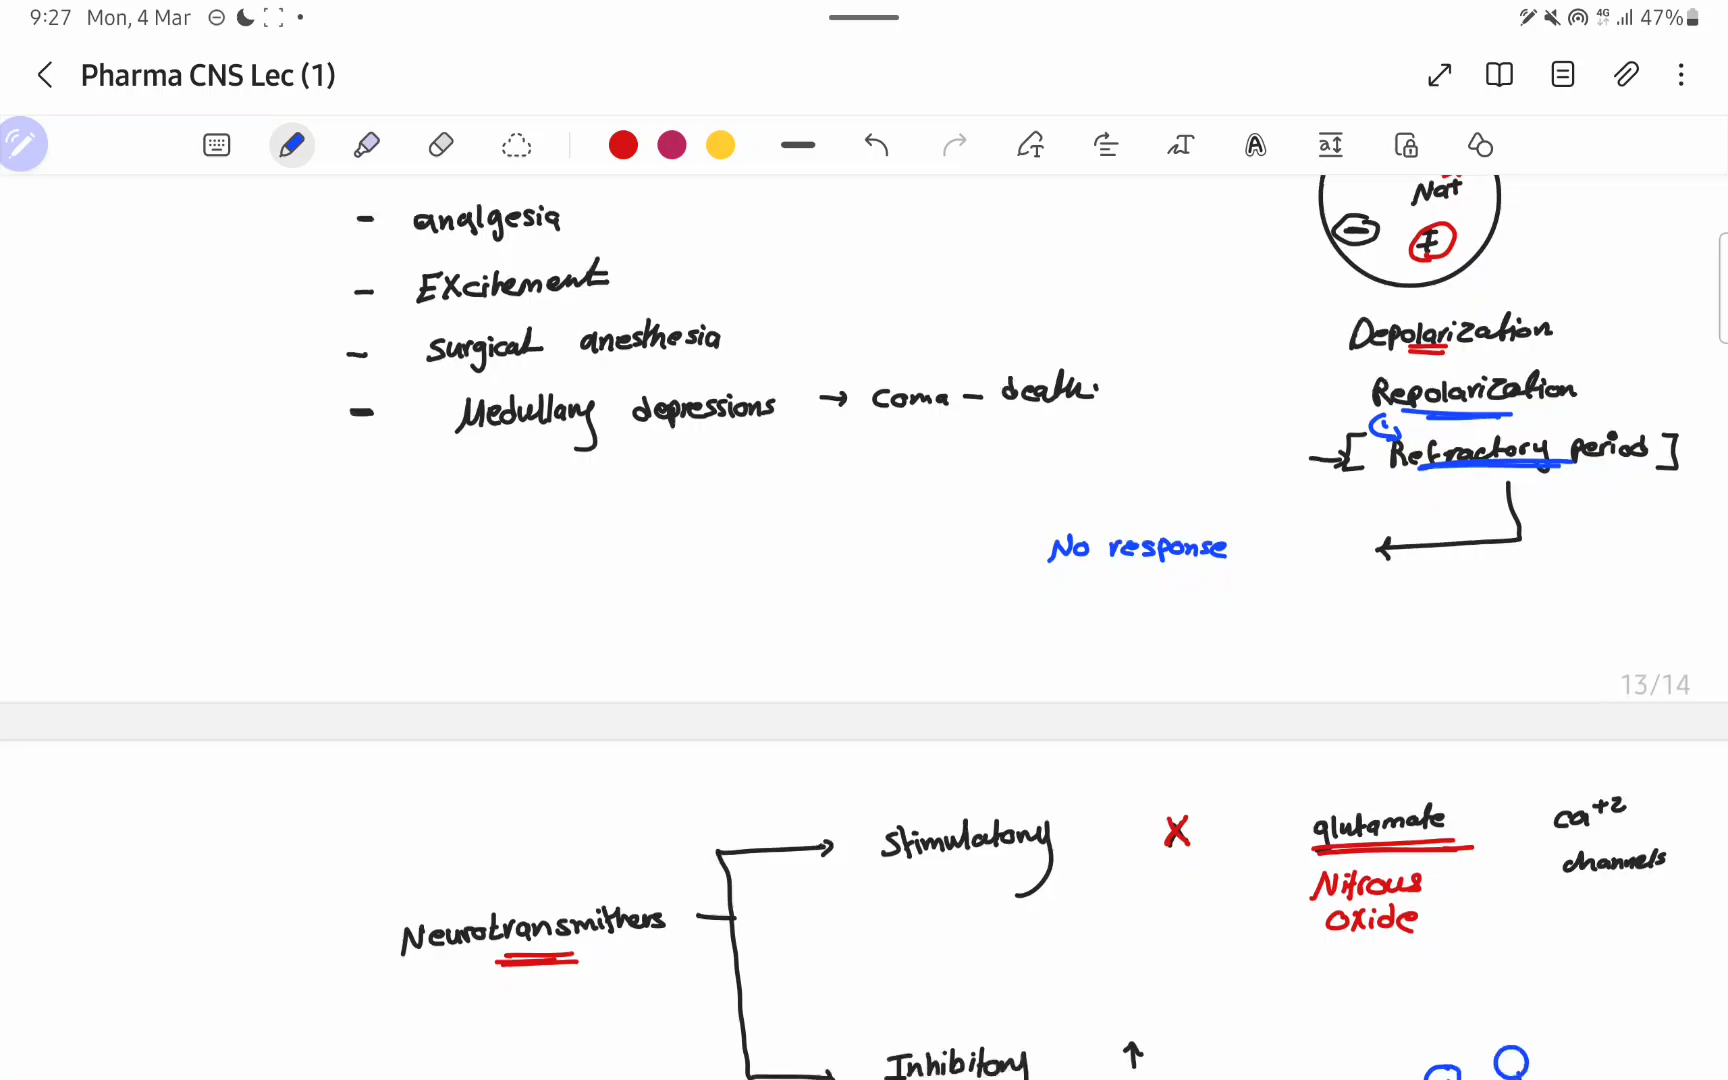 9:27 Mon, 4 Mar
4G 47%
Pharma CNS Lec (1)
- analgesia
- Excitement
- Surgical anesthesia
- Medullary depressions → coma - death.
Na+
-
+
Depolarization
Repolarization
→ [ Refractory period ]
No response
13/14
Neurotransmitters
Stimulatory X glutamate Ca+2
channels
Nitrous
oxide
Inhibitory ↑